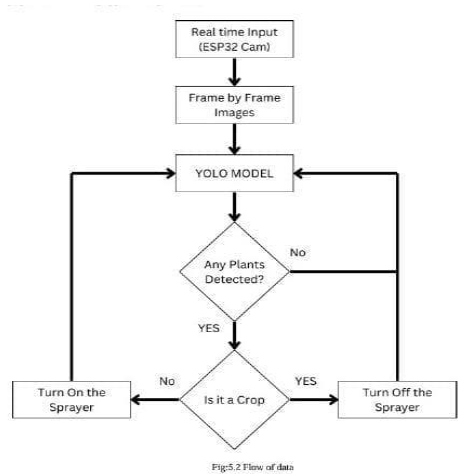 Real time Input
(ESP32 Cam)
Frame by Frame
Images
YOLO MODEL
Any Plants
Detected?
No
YES
Is it a Crop
No
YES
Turn On the
Sprayer
Turn Off the
Sprayer
Fig:5.2 Flow of data